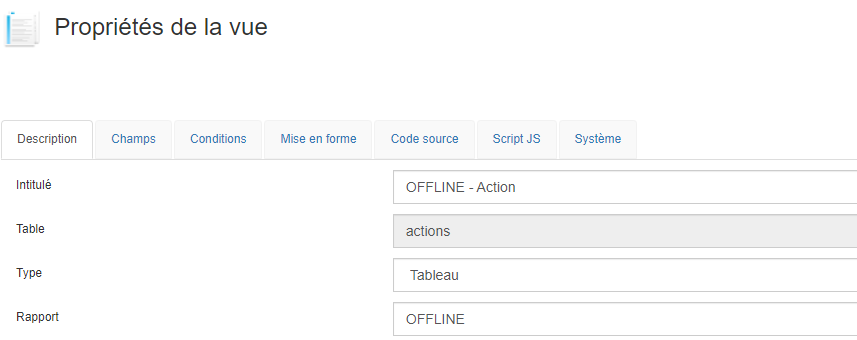 Propriétés de la vue
Description Champs Conditions Mise en forme Code source Script JS Système
Intitulé OFFLINE - Action
Table actions
Type Tableau
Rapport OFFLINE